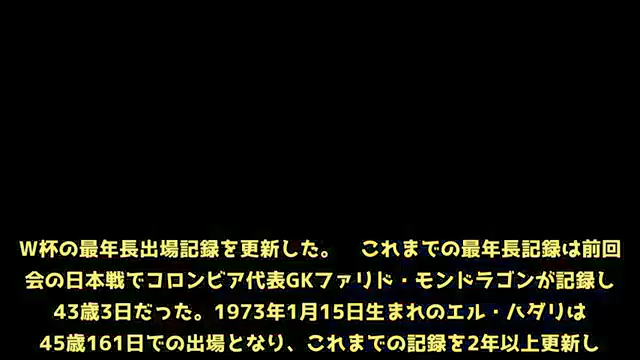 W杯の最年長出場記録を更新した。　これまでの最年長記録は前回
会の日本戦でコロンビア代表GKファリド・モンドラゴンが記録し
43歳3日だった。1973年1月15日生まれのエル・ハダリは
45歳161日での出場となり、これまでの記録を2年以上更新し